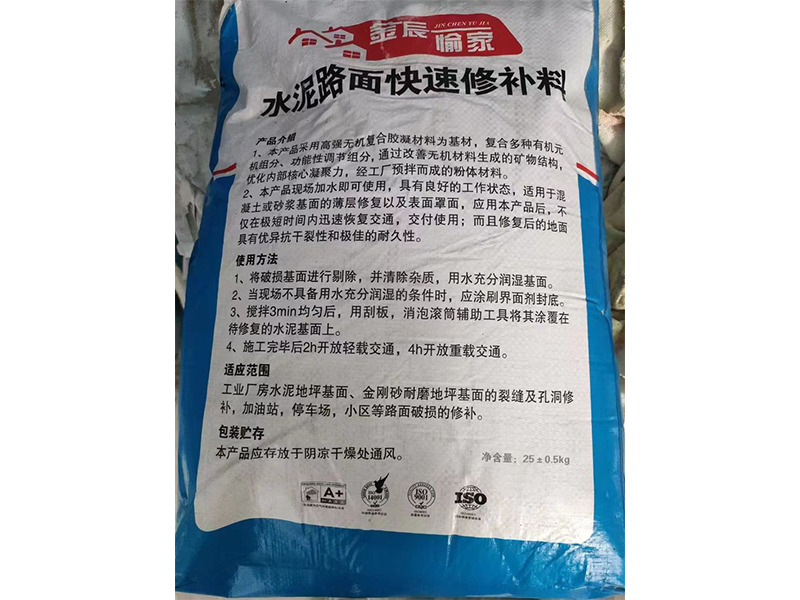 金辰
JIN CHEN YU JIA
愉家
水泥路面快速修补料
产品介绍
1、本产品采用高强无机复合胶凝材料为基材，复合多种有机元
机组分、功能性调节组分，通过改善无机材料生成的矿物结构，
优化内部核心凝聚力，经工厂预拌而成的粉体材料。
2、本产品现场加水即可使用，具有良好的工作状态，适用于混
凝土或砂浆基面的薄层修复以及表面罩面，应用本产品后，不
仅在极短时间内迅速恢复交通，交付使用；而且修复后的地面
具有优异抗干裂性和极佳的耐久性。
使用方法
1、将破损基面进行剔除，并清除杂质，用水充分润湿基面。
2、当现场不具备用水充分润湿的条件时，应涂刷界面剂封底。
3、搅拌3min均匀后，用刮板，消泡滚筒辅助工具将其涂覆在
待修复的水泥基面上。
4、施工完毕后2h开放轻载交通，4h开放重载交通。
适应范围
工业厂房水泥地坪基面、金刚砂耐磨地坪基面的裂缝及孔洞修
补，加油站，停车场，小区等路面破损的修补。
包装贮存
本产品应存放于阴凉干燥处通风。
净含量：25±0.5kg
A+
ISO
14001
ISO
9001
ISO